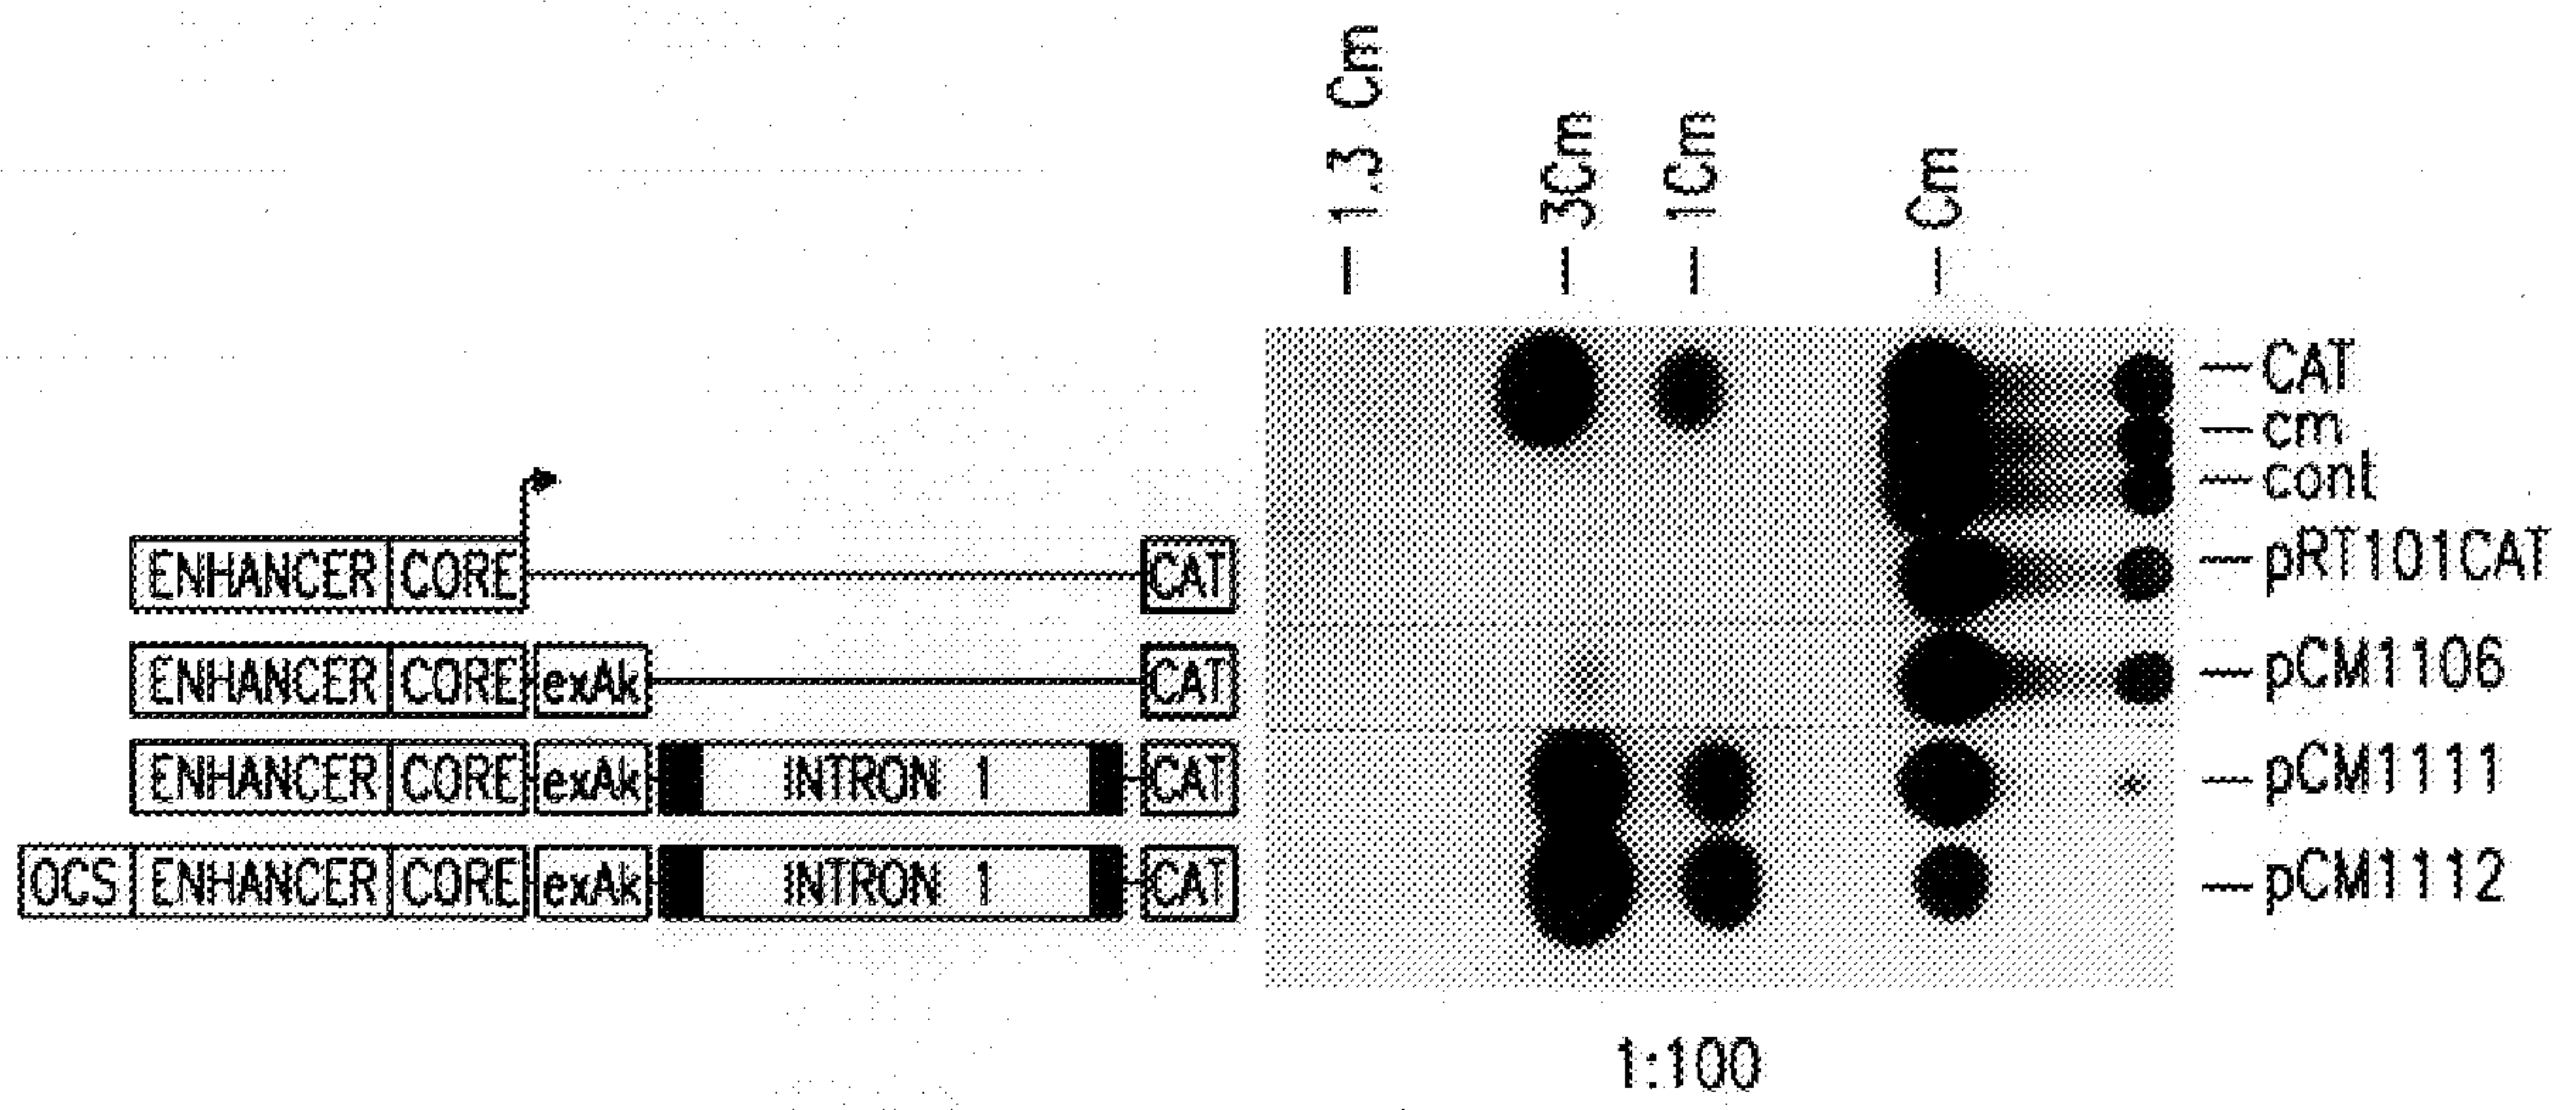 1.3 Cm
3Cm
1Cm
Cm
CAT
cm
cont
ENHANCER CORE CAT pRT101CAT
ENHANCER CORE exAk CAT pCM1106
ENHANCER CORE exAk INTRON 1 CAT pCM1111
OCS ENHANCER CORE exAk INTRON 1 CAT pCM1112
1:100